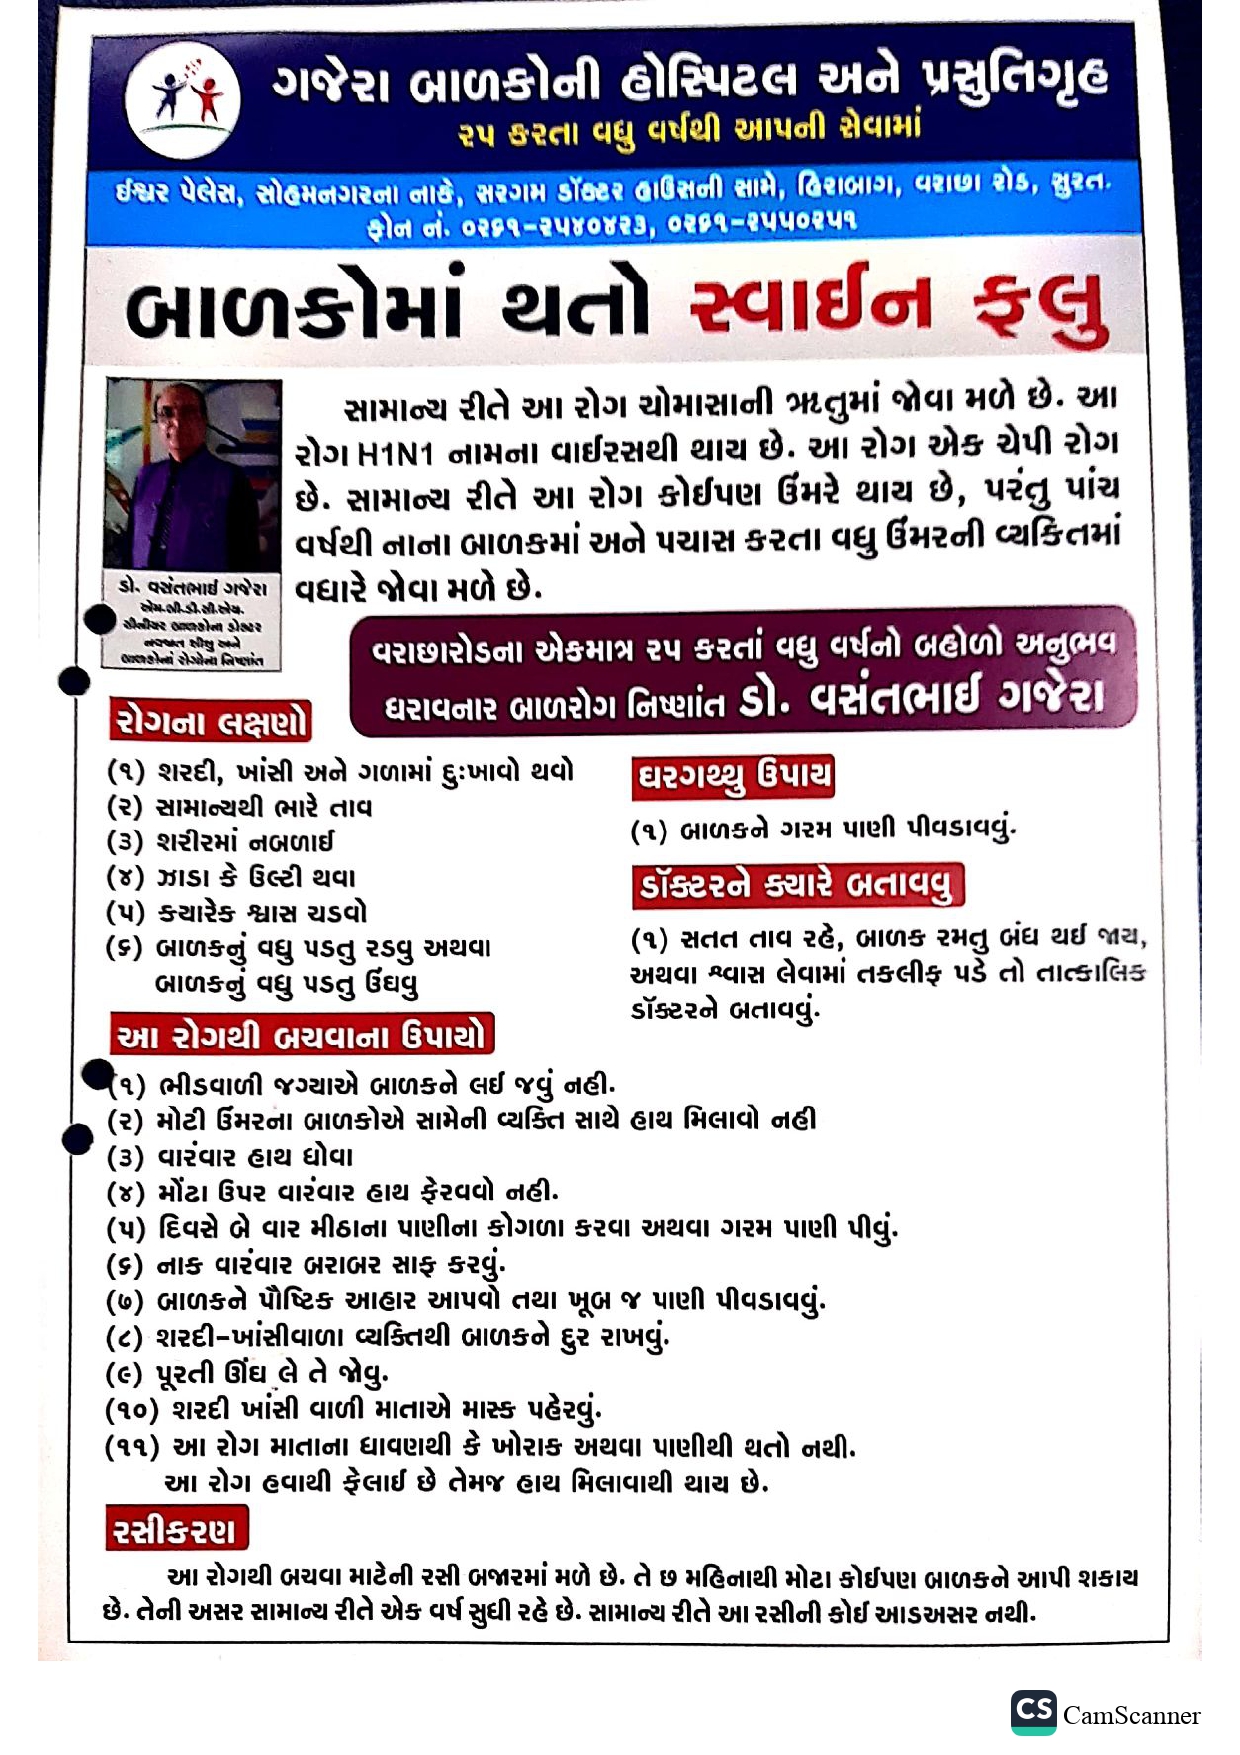 ગજેરા બાળકોની હોસ્પિટલ અને પ્રસુતિગૃહ
૨૫ કરતા વધુ વર્ષથી આપની સેવામાં
ઈશ્વર પેલેસ, સોહમનગરના નાકે, સરગમ ડૉક્ટર હાઉસની સામે, હિરાબાગ, વરાછા રોડ, સુરત.
ફોન નં. ૦૨૬૧-૨૫૪૦૪૨૩, ૦૨૬૧-૨૫૫૦૨૫૧
બાળકોમાં થતો સ્વાઈન ફલુ
સામાન્ય રીતે આ રોગ ચોમાસાની ઋતુમાં જોવા મળે છે. આ
રોગ H1N1 નામના વાઈરસથી થાય છે. આ રોગ એક ચેપી રોગ
છે. સામાન્ય રીતે આ રોગ કોઈપણ ઉંમરે થાય છે, પરંતુ પાંચ
વર્ષથી નાના બાળકમાં અને પચાસ કરતા વધુ ઉંમરની વ્યકિતમાં
વધારે જોવા મળે છે.
ડો. વસંતભાઈ ગજેરા
એમ.બી.ડી.સી.એચ.
સીનીયર બાળકોના ડોક્ટર
નવજાત શીશુ અને
બાળકોનાં રોગોના નિષ્ણાંત
વરાછારોડના એકમાત્ર ૨૫ કરતાં વધુ વર્ષનો બહોળો અનુભવ
ધરાવનાર બાળરોગ નિષ્ણાંત ડો. વસંતભાઈ ગજેરા
રોગના લક્ષણો
(૧) શરદી, ખાંસી અને ગળામાં દુઃખાવો થવો
(૨) સામાન્યથી ભારે તાવ
(૩) શરીરમાં નબળાઈ
(૪) ઝાડા કે ઉલ્ટી થવા
(૫) કયારેક શ્વાસ ચડવો
(૬) બાળકનું વધુ પડતુ રડવુ અથવા
બાળકનું વધુ પડતુ ઉંઘવુ
ઘરગથ્થુ ઉપાય
(૧) બાળકને ગરમ પાણી પીવડાવવું.
ડૉક્ટરને ક્યારે બતાવવુ
(૧) સતત તાવ રહે, બાળક રમતુ બંધ થઈ જાય,
અથવા શ્વાસ લેવામાં તકલીફ પડે તો તાત્કાલિક
ડૉક્ટરને બતાવવું.
આ રોગથી બચવાના ઉપાયો
(૧) ભીડવાળી જગ્યાએ બાળકને લઈ જવું નહી.
(૨) મોટી ઉંમરના બાળકોએ સામેની વ્યક્તિ સાથે હાથ મિલાવો નહી
(૩) વારંવાર હાથ ધોવા
(૪) મોંઢા ઉપર વારંવાર હાથ ફેરવવો નહી.
(૫) દિવસે બે વાર મીઠાના પાણીના કોગળા કરવા અથવા ગરમ પાણી પીવું.
(૬) નાક વારંવાર બરાબર સાફ કરવું.
(૭) બાળકને પૌષ્ટિક આહાર આપવો તથા ખૂબ જ પાણી પીવડાવવું.
(૮) શરદી-ખાંસીવાળા વ્યક્તિથી બાળકને દુર રાખવું.
(૯) પૂરતી ઊંઘ લે તે જોવુ.
(૧૦) શરદી ખાંસી વાળી માતાએ માસ્ક પહેરવું.
(૧૧) આ રોગ માતાના ધાવણથી કે ખોરાક અથવા પાણીથી થતો નથી.
આ રોગ હવાથી ફેલાઈ છે તેમજ હાથ મિલાવાથી થાય છે.
રસીકરણ
આ રોગથી બચવા માટેની રસી બજારમાં મળે છે. તે છ મહિનાથી મોટા કોઈપણ બાળકને આપી શકાય
છે. તેની અસર સામાન્ય રીતે એક વર્ષ સુધી રહે છે. સામાન્ય રીતે આ રસીની કોઈ આડઅસર નથી.
CS CamScanner